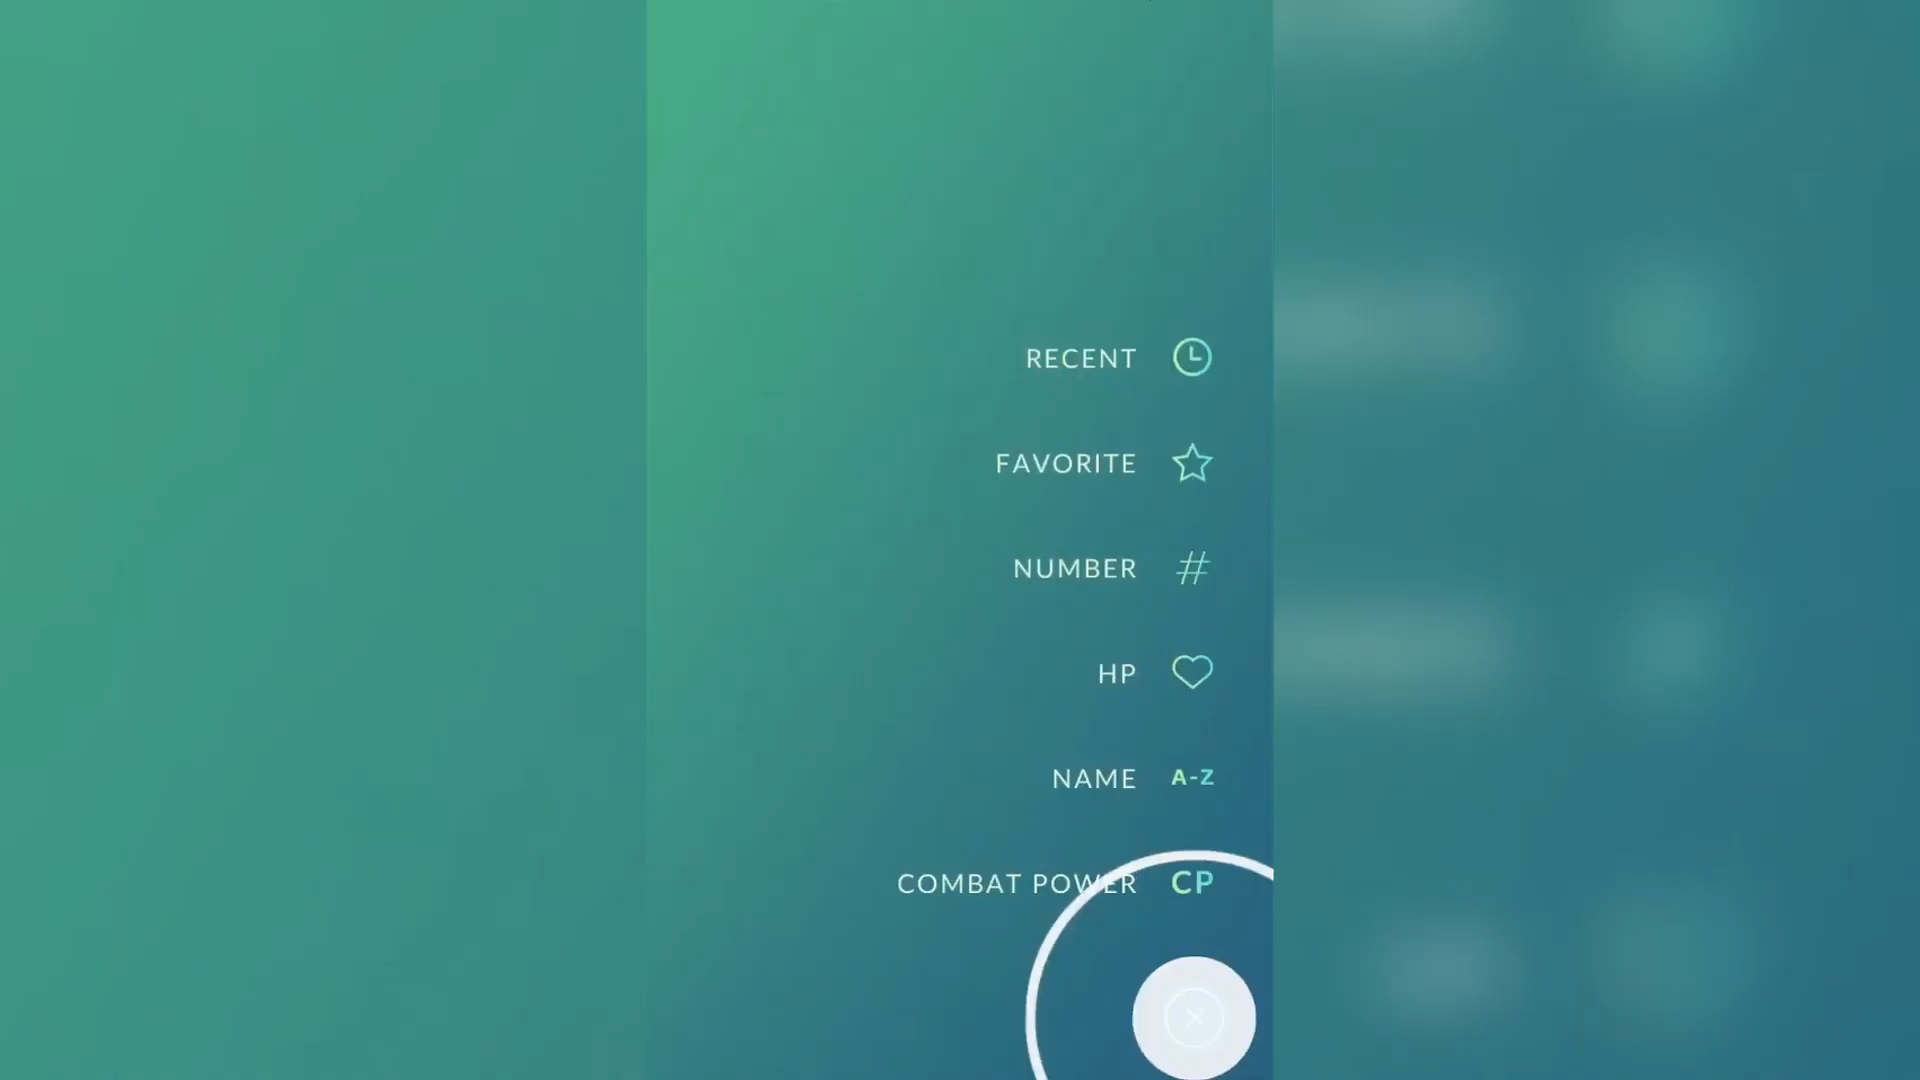 RECENT
FAVORITE
NUMBER #
HP
NAME A-Z
COMBAT POWER CP